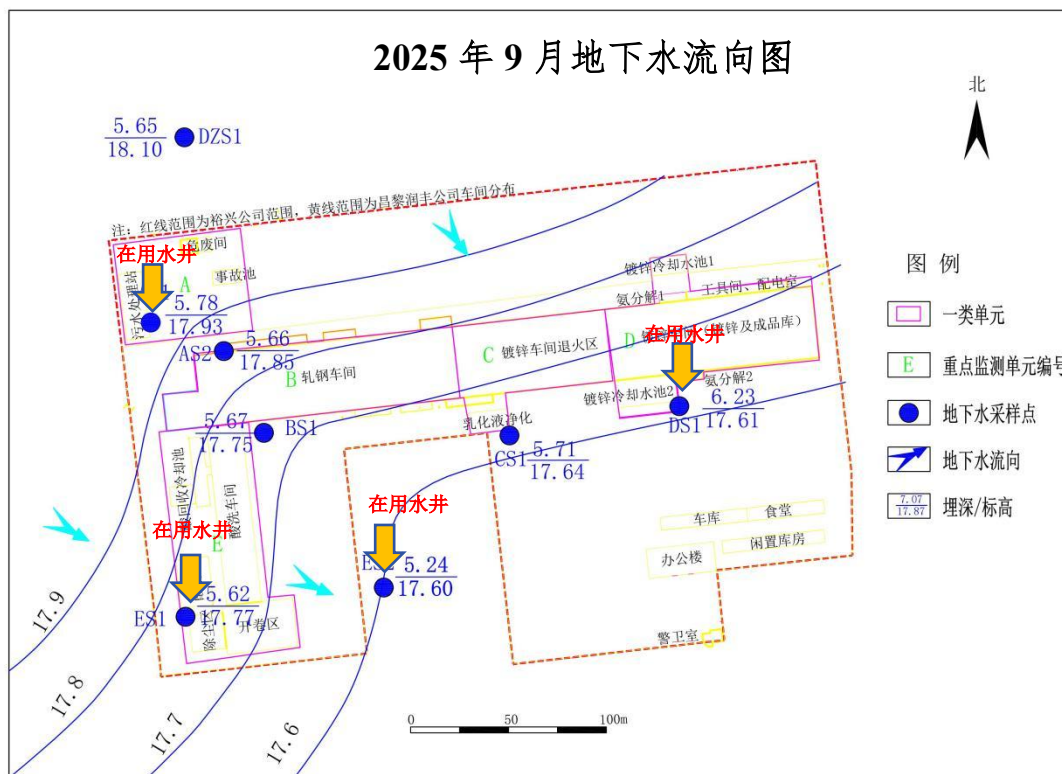 2025 年 9 月地下水流向图
北
5.65
18.10
DZS1
注：红线范围为裕兴公司范围，黄线范围为昌黎润丰公司车间分布
危废间
在用水井
事故池
污水处理站
A
5.78
17.93
AS2
5.66
17.85
B 轧钢车间
C 镀锌车间退火区
D
镀锌冷却水池1
工具间、配电室
氨分解1
（镀锌及成品库）
在用水井
氨分解2
镀锌冷却水池2
6.23
17.61
DS1
5.67
17.75
BS1
乳化液净化
CS1
5.71
17.64
回收冷却池
酸洗车间
E
在用水井
在用水井
5.24
17.60
5.62
17.77
ES1
除尘区
开卷区
车库
食堂
办公楼
闲置库房
警卫室
17.9
17.8
17.7
17.6
0
50
100m
图 例
一类单元
E
重点监测单元编号
地下水采样点
地下水流向
7.07
17.87
埋深/标高